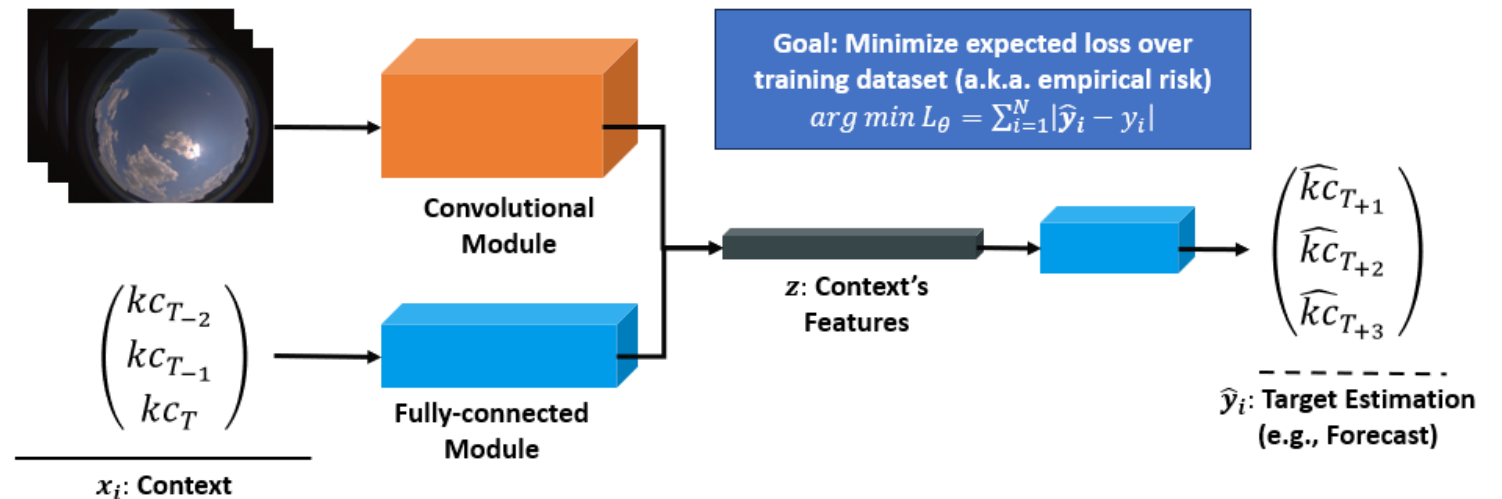 Goal: Minimize expected loss over
training dataset (a.k.a. empirical risk)
arg min L_θ = ∑_{i=1}^{N}|ŷ_i − y_i|
Convolutional
Module
kc_{T−2}
kc_{T−1}
kc_T
Fully-connected
Module
x_i: Context
z: Context's
Features
k̂c_{T+1}
k̂c_{T+2}
k̂c_{T+3}
ŷ_i: Target Estimation
(e.g., Forecast)